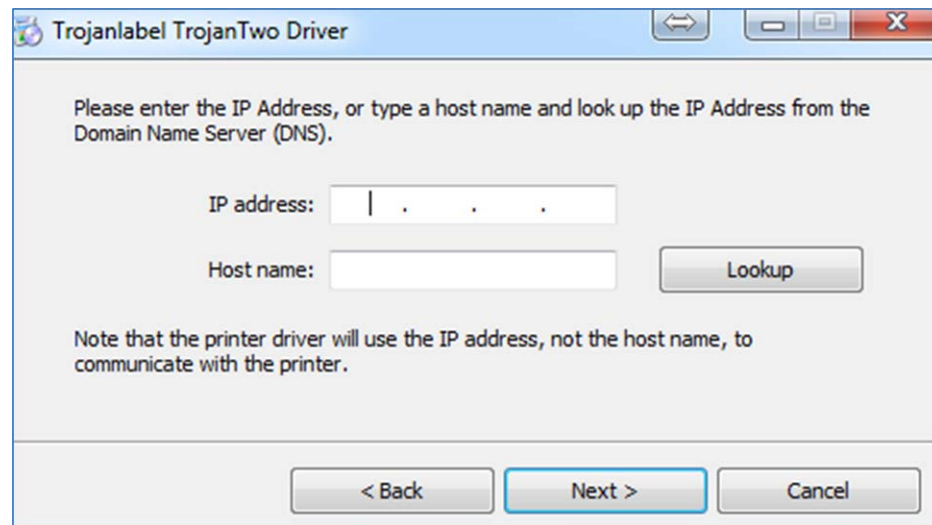 Trojanlabel TrojanTwo Driver
Please enter the IP Address, or type a host name and look up the IP Address from the
Domain Name Server (DNS).
IP address: . . .
Host name:
Lookup
Note that the printer driver will use the IP address, not the host name, to
communicate with the printer.
< Back Next > Cancel